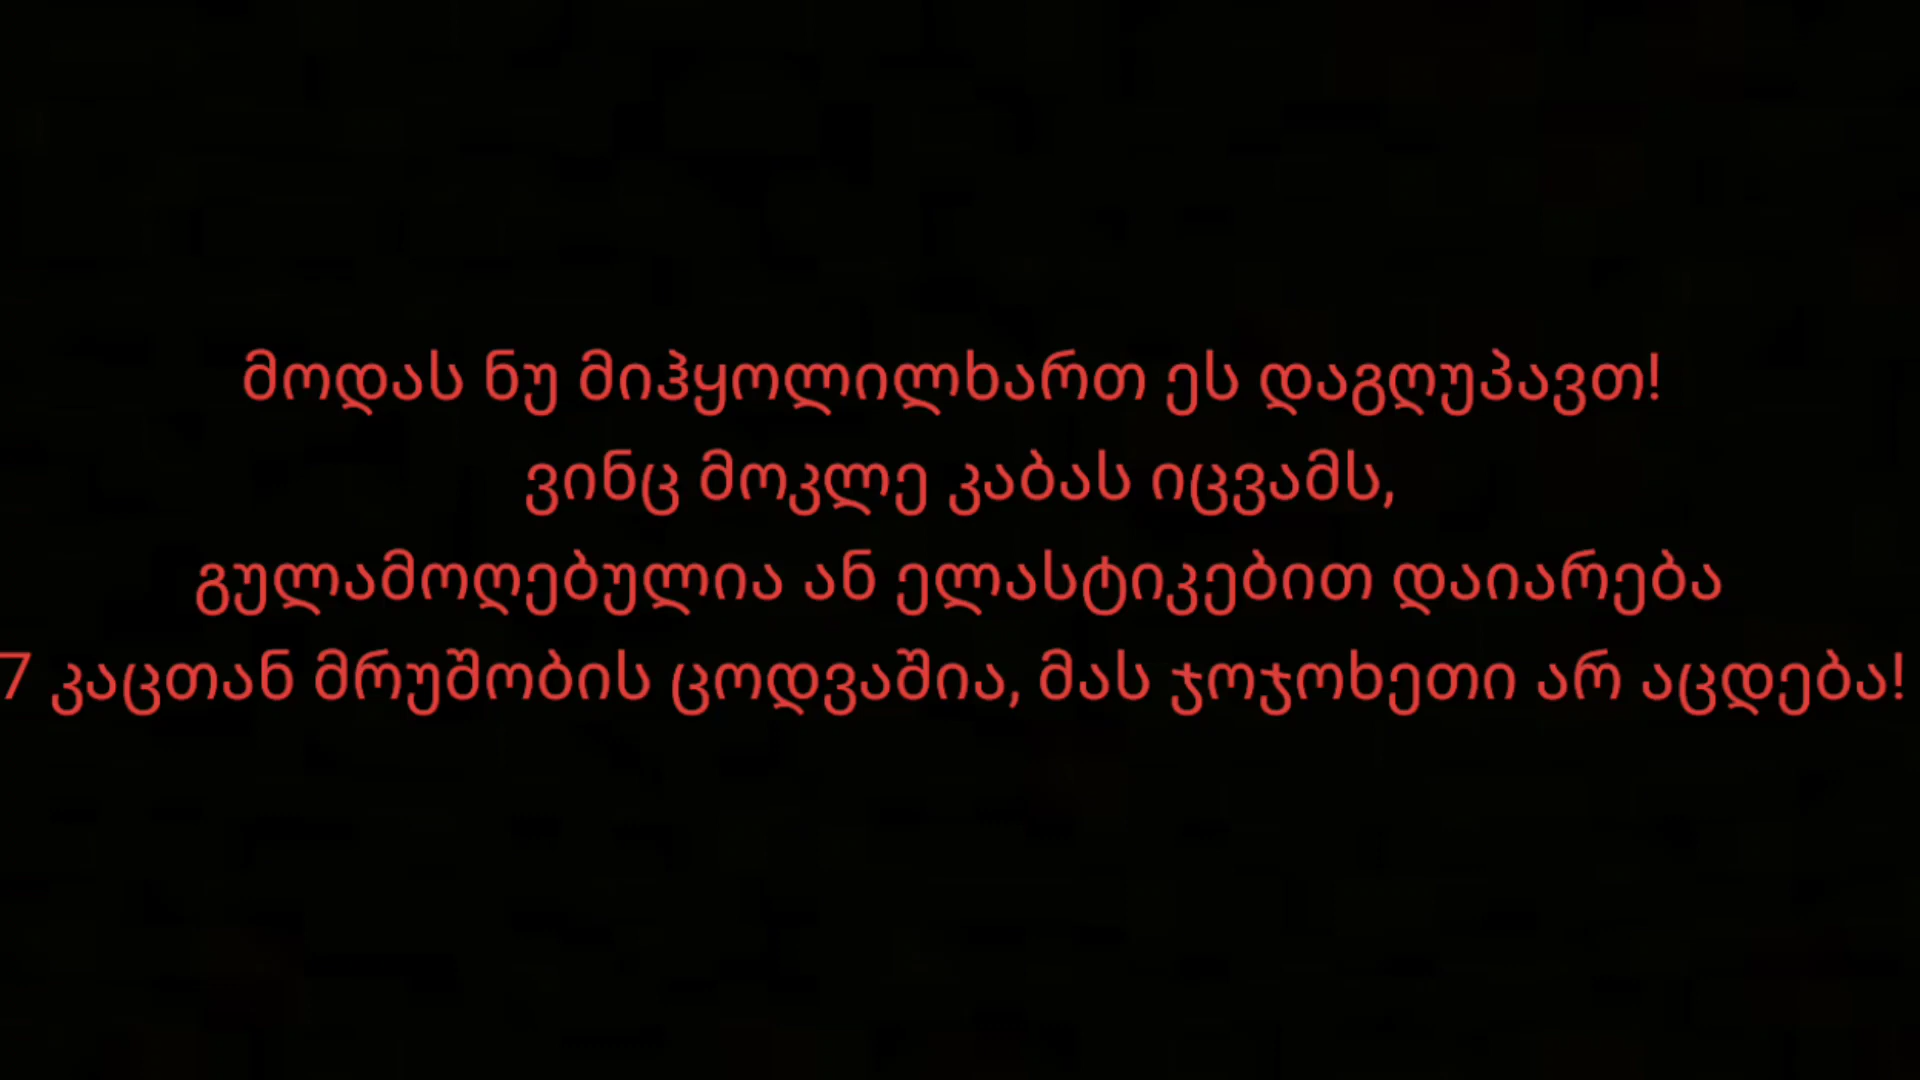 მოდას ნუ მიჰყოლილხართ ეს დაგღუპავთ!
ვინც მოკლე კაბას იცვამს,
გულამოღებულია ან ელასტიკებით დაიარება
7 კაცთან მრუშობის ცოდვაშია, მას ჯოჯოხეთი არ აცდება!